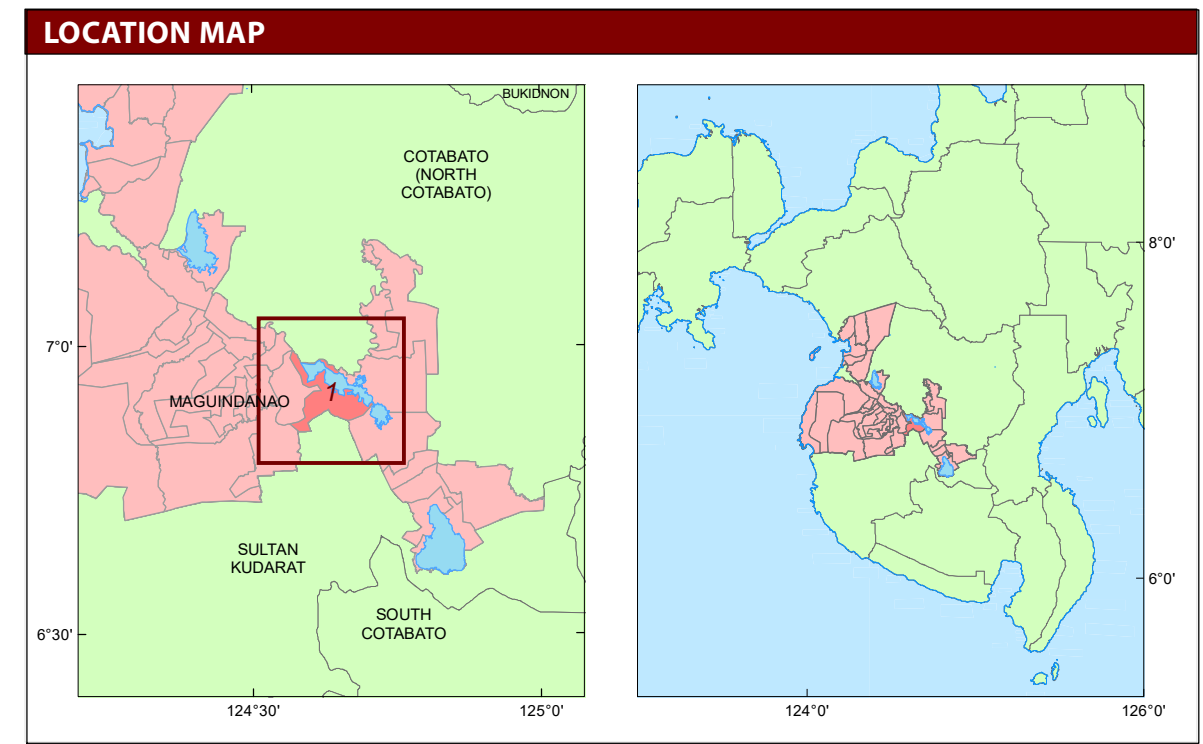 LOCATION MAP
BUKIDNON
COTABATO
(NORTH
COTABATO)
7°0'
MAGUINDANAO
1
SULTAN
KUDARAT
SOUTH
COTABATO
6°30'
124°30'
125°0'
8°0'
6°0'
124°0'
126°0'